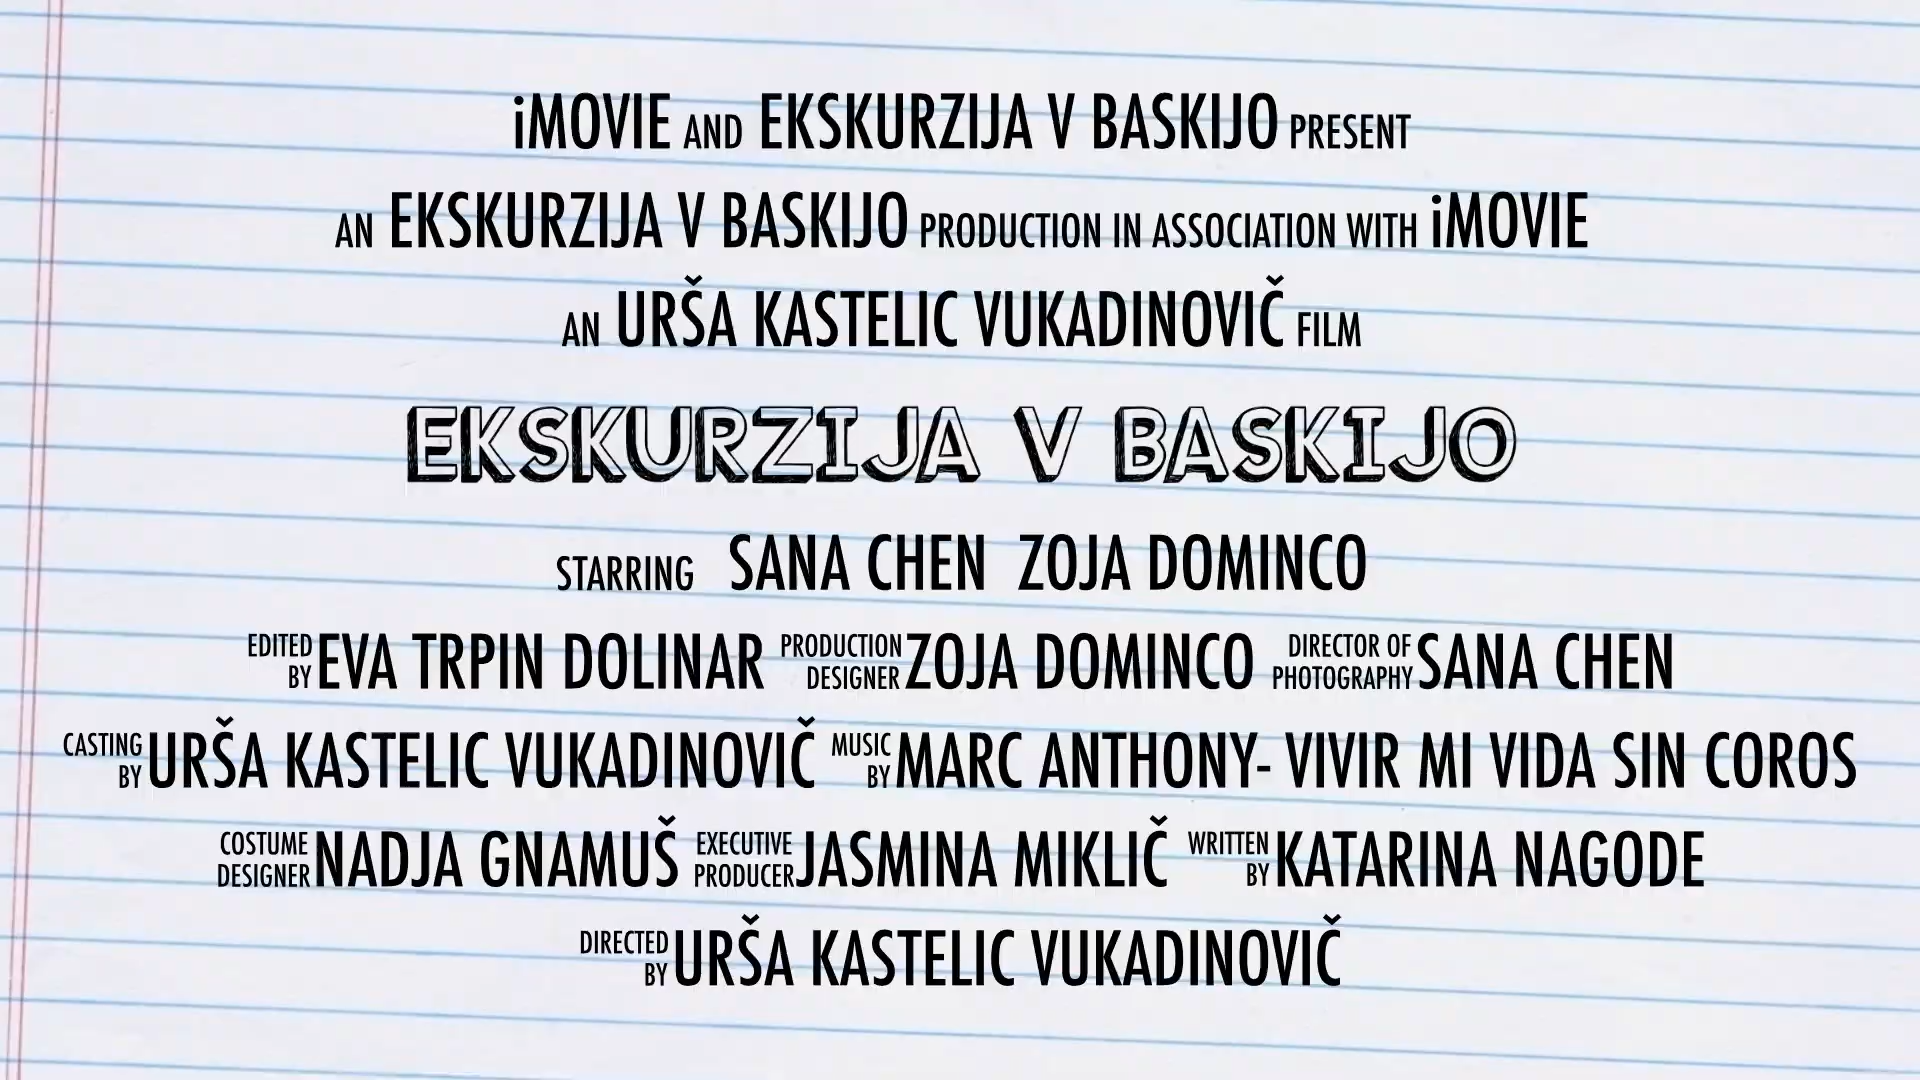 iMOVIE AND EKSKURZIJA V BASKIJO PRESENT
AN EKSKURZIJA V BASKIJO PRODUCTION IN ASSOCIATION WITH iMOVIE
AN URŠA KASTELIC VUKADINOVIČ FILM
EKSKURZIJA V BASKIJO
STARRING SANA CHEN ZOJA DOMINCO
EDITED BY EVA TRPIN DOLINAR PRODUCTION DESIGNER ZOJA DOMINCO DIRECTOR OF PHOTOGRAPHY SANA CHEN
CASTING BY URŠA KASTELIC VUKADINOVIČ MUSIC BY MARC ANTHONY- VIVIR MI VIDA SIN COROS
COSTUME DESIGNER NADJA GNAMUŠ EXECUTIVE PRODUCER JASMINA MIKLIČ WRITTEN BY KATARINA NAGODE
DIRECTED BY URŠA KASTELIC VUKADINOVIČ